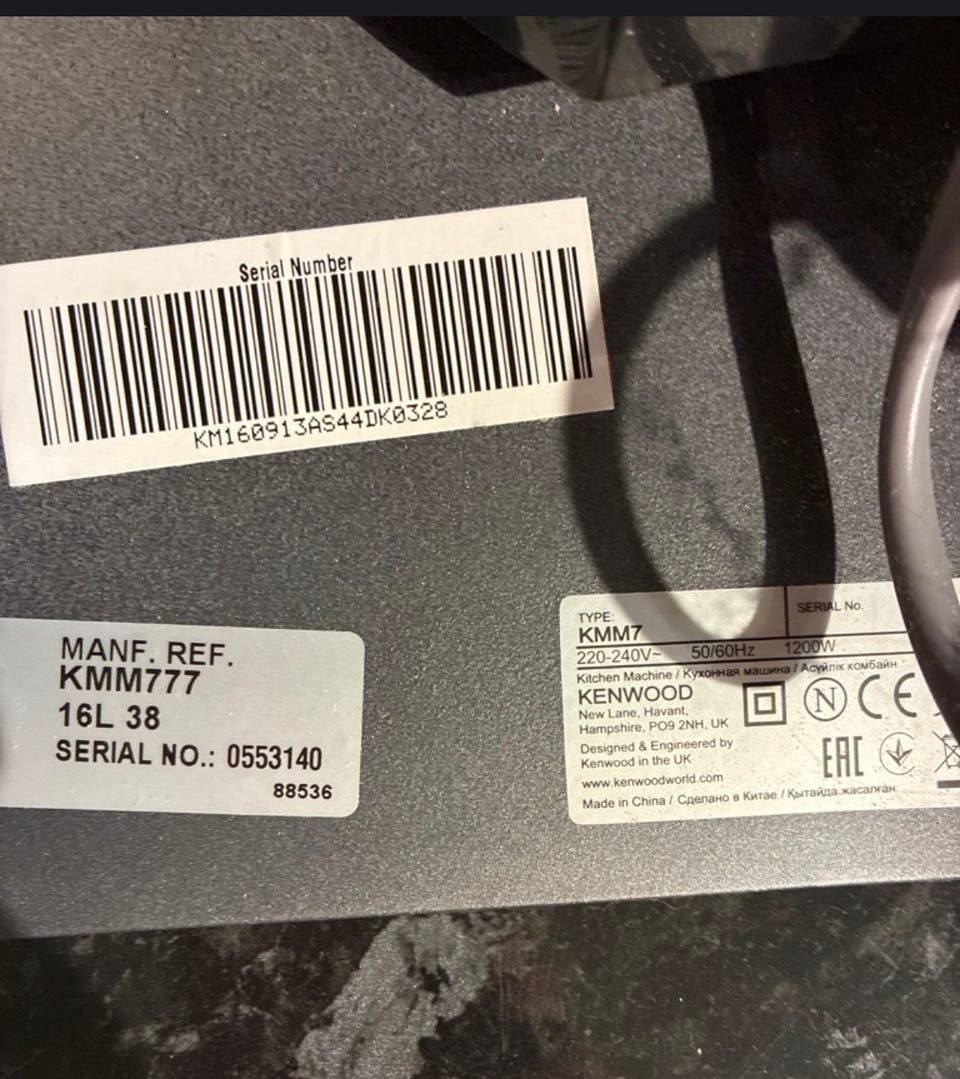 Serial Number
KM160913AS44DK0328
MANF. REF.
KMM777
16L 38
SERIAL NO.: 0553140
88536
TYPE:
KMM7
SERIAL No:
220-240V~ 50/60Hz 1200W
Kitchen Machine / Кухонная машина / Асүйлік комбайн
KENWOOD
New Lane, Havant,
Hampshire, PO9 2NH, UK
Designed & Engineered by
Kenwood in the UK
www.kenwoodworld.com
Made in China / Сделано в Китае / Қытайда жасалған
N
CE
EAC